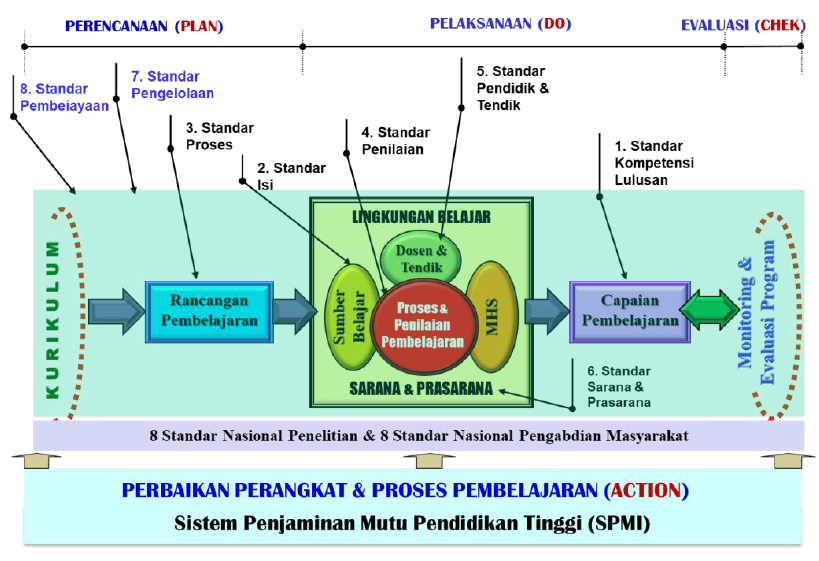 PERENCANAAN (PLAN)
PELAKSANAAN (DO)
EVALUASI (CHEK)
8. Standar
Pembeiayaan
7. Standar
Pengelolaan
3. Standar
Proses
2. Standar
Isi
4. Standar
Penilaian
5. Standar
Pendidik &
Tendik
1. Standar
Kompetensi
Lulusan
KURIKULUM
Rancangan
Pembelajaran
LINGKUNGAN BELAJAR
Dosen &
Tendik
Sumber
Belajar
Proses &
Penilaian
Pembelajaran
MHS
SARANA & PRASARANA
Capaian
Pembelajaran
Monitoring &
Evaluasi Program
6. Standar
Sarana &
Prasarana
8 Standar Nasional Penelitian & 8 Standar Nasional Pengabdian Masyarakat
PERBAIKAN PERANGKAT & PROSES PEMBELAJARAN (ACTION)
Sistem Penjaminan Mutu Pendidikan Tinggi (SPMI)